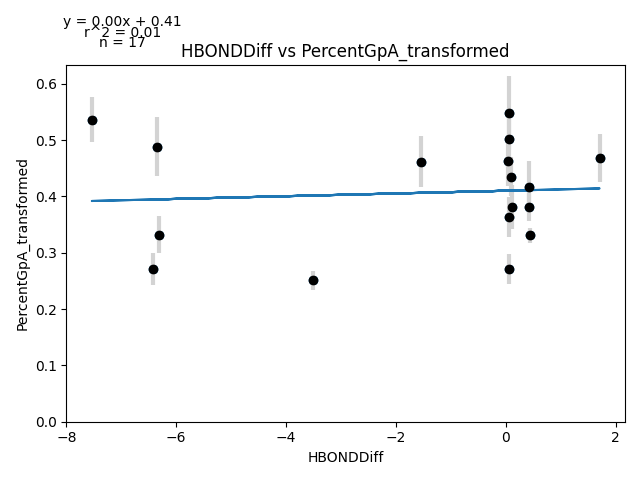 y = 0.00x + 0.41
r^2 = 0.01
n = 17
HBONDDiff vs PercentGpA_transformed
0.6
0.5
0.4
0.3
0.2
0.1
0.0
PercentGpA_transformed
−8
−6
−4
−2
0
2
HBONDDiff